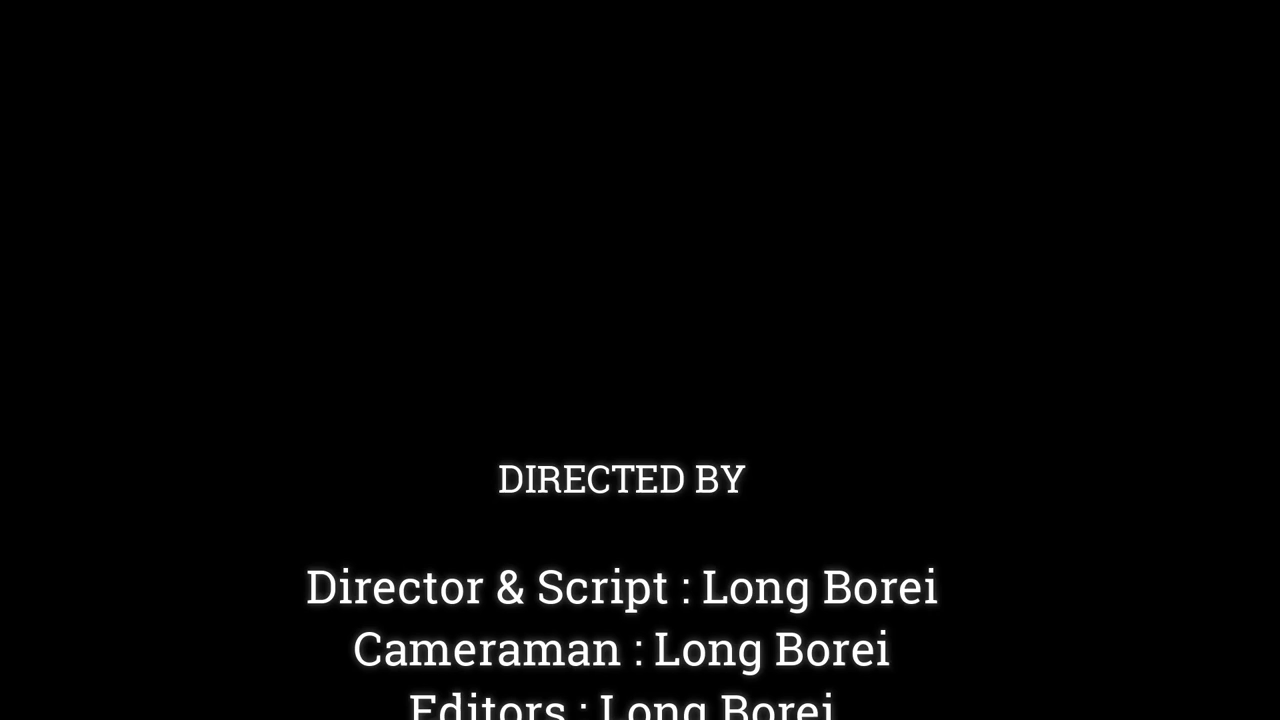 DIRECTED BY
Director & Script : Long Borei
Cameraman : Long Borei
Editors : Long Borei